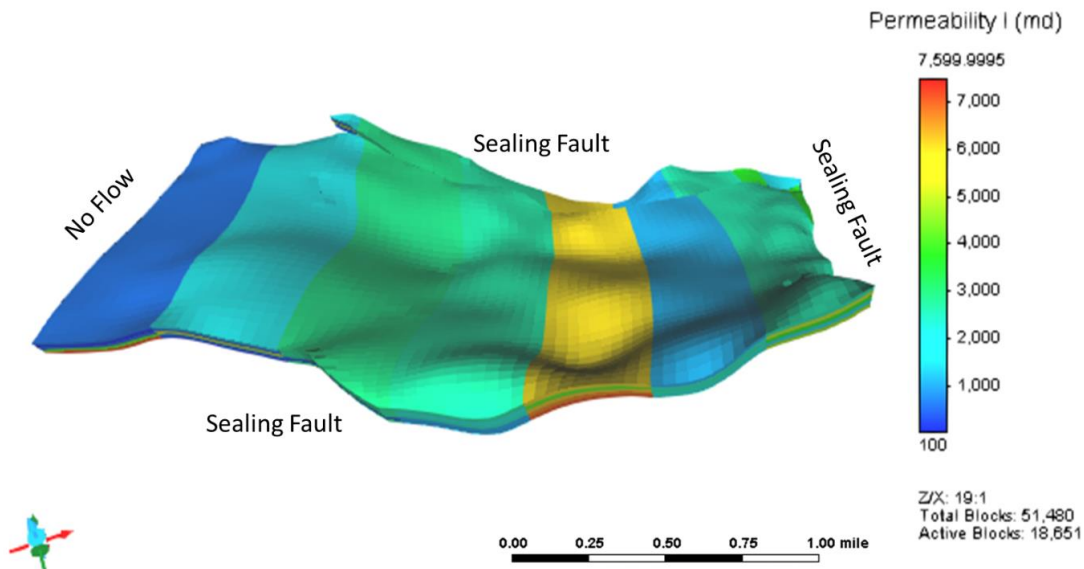 Permeability I (md)
7,599.9995
7,000
6,000
5,000
4,000
3,000
2,000
1,000
100
Sealing Fault
Sealing Fault
No Flow
Sealing Fault
Z/X: 19:1
Total Blocks: 51,480
Active Blocks: 18,651
0.00 0.25 0.50 0.75 1.00 mile